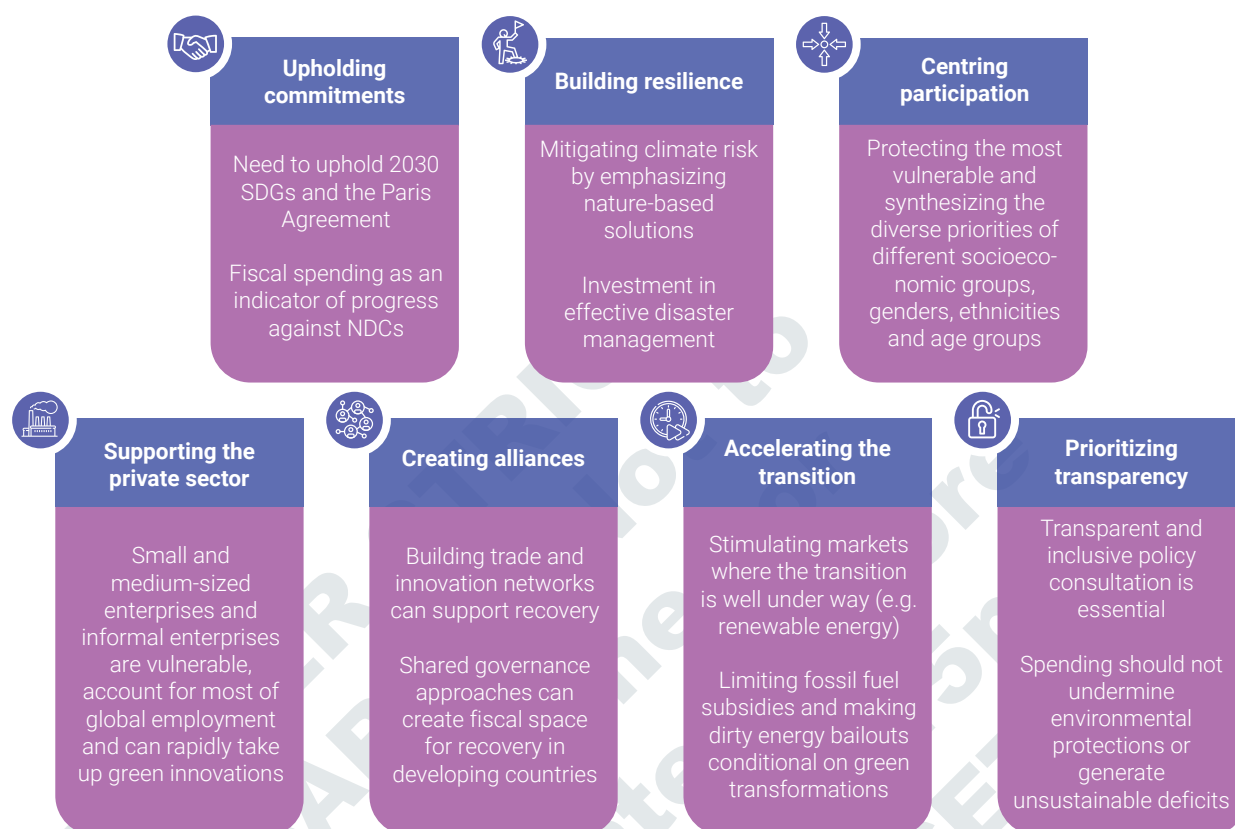 Upholding
commitments
Need to uphold 2030
SDGs and the Paris
Agreement
Fiscal spending as an
indicator of progress
against NDCs
Building resilience
Mitigating climate risk
by emphasizing
nature-based
solutions
Investment in
effective disaster
management
Centring
participation
Protecting the most
vulnerable and
synthesizing the
diverse priorities of
different socioeco-
nomic groups,
genders, ethnicities
and age groups
Supporting the
private sector
Small and
medium-sized
enterprises and
informal enterprises
are vulnerable,
account for most of
global employment
and can rapidly take
up green innovations
Creating alliances
Building trade and
innovation networks
can support recovery
Shared governance
approaches can
create fiscal space
for recovery in
developing countries
Accelerating the
transition
Stimulating markets
where the transition
is well under way (e.g.
renewable energy)
Limiting fossil fuel
subsidies and making
dirty energy bailouts
conditional on green
transformations
Prioritizing
transparency
Transparent and
inclusive policy
consultation is
essential
Spending should not
undermine
environmental
protections or
generate
unsustainable deficits